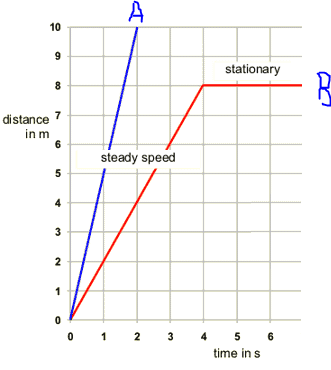 A
10
9
8
7
6
5
4
3
2
1
0
distance
in m
stationary
B
steady speed
0 1 2 3 4 5 6
time in s